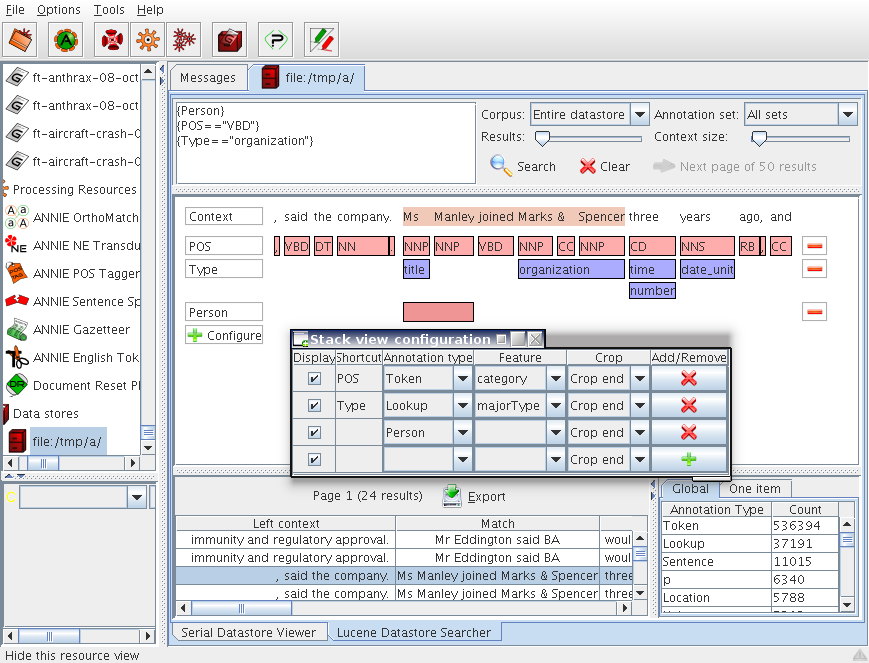 File Options Tools Help
ft-anthrax-08-oct
ft-anthrax-08-oct
ft-aircraft-crash-0
ft-aircraft-crash-0
Processing Resources
ANNIE OrthoMatch
ANNIE NE Transdu
ANNIE POS Tagger
ANNIE Sentence Sp
ANNIE Gazetteer
ANNIE English Tok
Document Reset P
Data stores
file:/tmp/a/
Messages file:/tmp/a/
{Person}
{POS=="VBD"}
{Type=="organization"}
Corpus: Entire datastore Annotation set: All sets
Results: Context size:
Search Clear Next page of 50 results
Context , said the company. Ms Manley joined Marks & Spencer three years ago, and
POS , VBD DT NN . NNP NNP VBD NNP CC NNP CD NNS RB , CC
Type title organization time date_unit
number
Person
Configure
Stack view configuration
Display Shortcut Annotation type Feature Crop Add/Remove
POS Token category Crop end
Type Lookup majorType Crop end
Person Crop end
Crop end
Page 1 (24 results) Export
Left context Match
immunity and regulatory approval. Mr Eddington said BA woul
immunity and regulatory approval. Mr Eddington said BA woul
, said the company. Ms Manley joined Marks & Spencer three
, said the company. Ms Manley joined Marks & Spencer three
Global One item
Annotation Type Count
Token 536394
Lookup 37191
Sentence 11015
p 6340
Location 5788
Serial Datastore Viewer Lucene Datastore Searcher
Hide this resource view